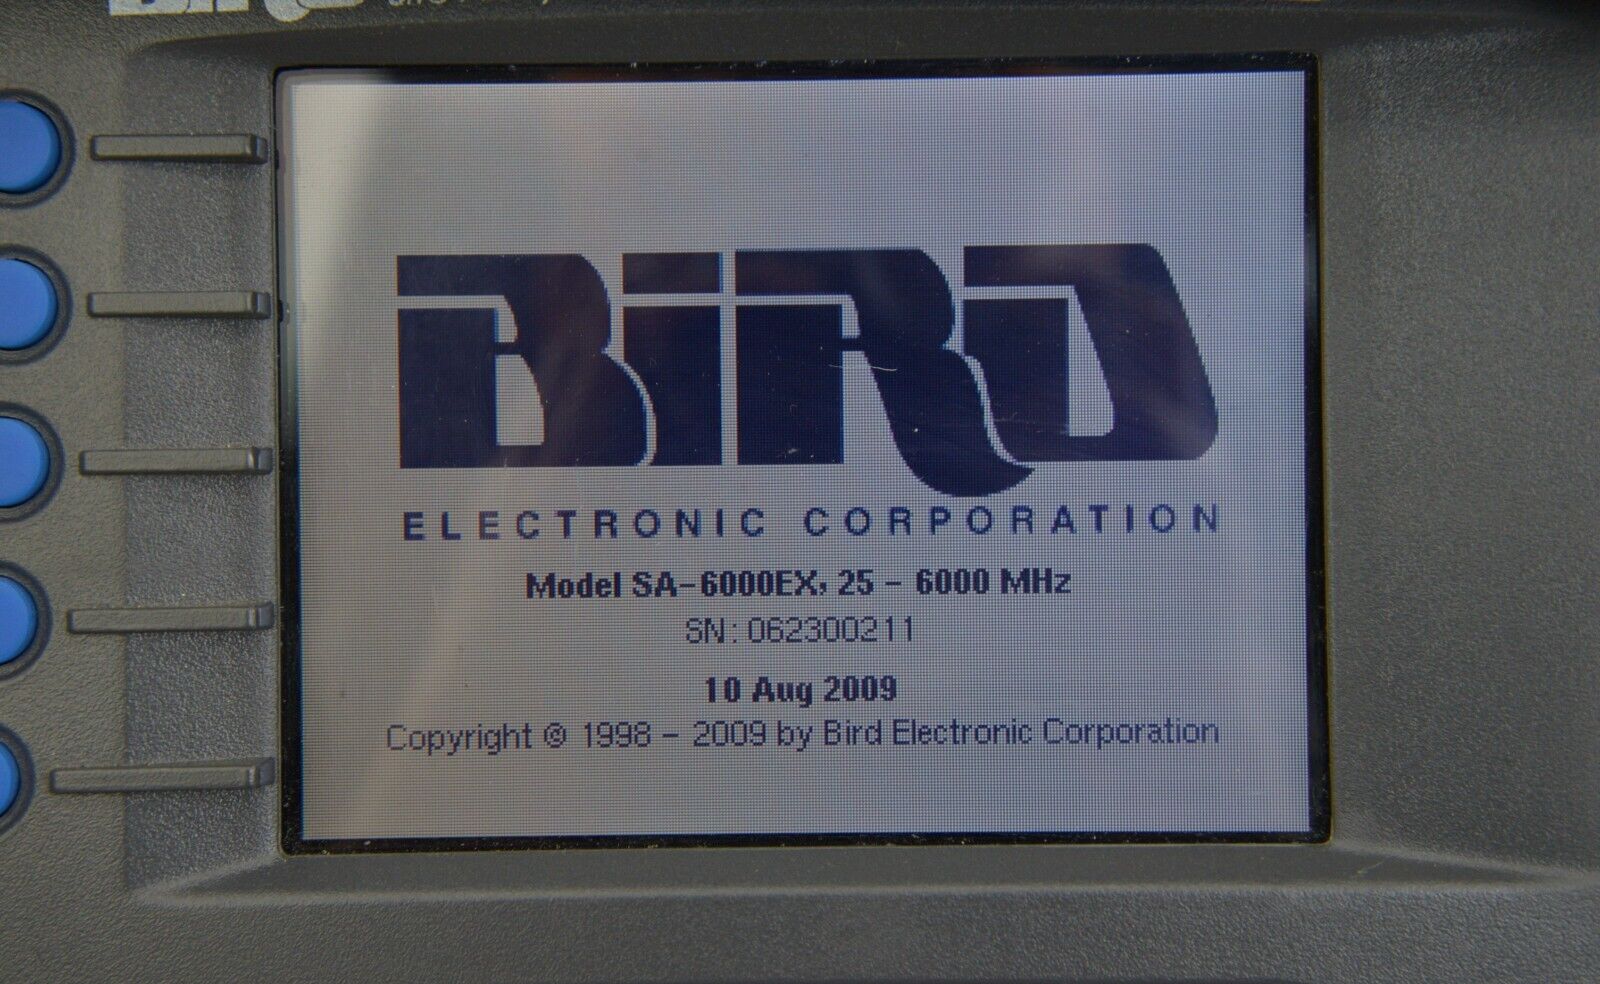 BIRD
BIRD
ELECTRONIC CORPORATION
Model SA-6000EX, 25 - 6000 MHz
SN: 062300211
10 Aug 2009
Copyright © 1998 - 2009 by Bird Electronic Corporation